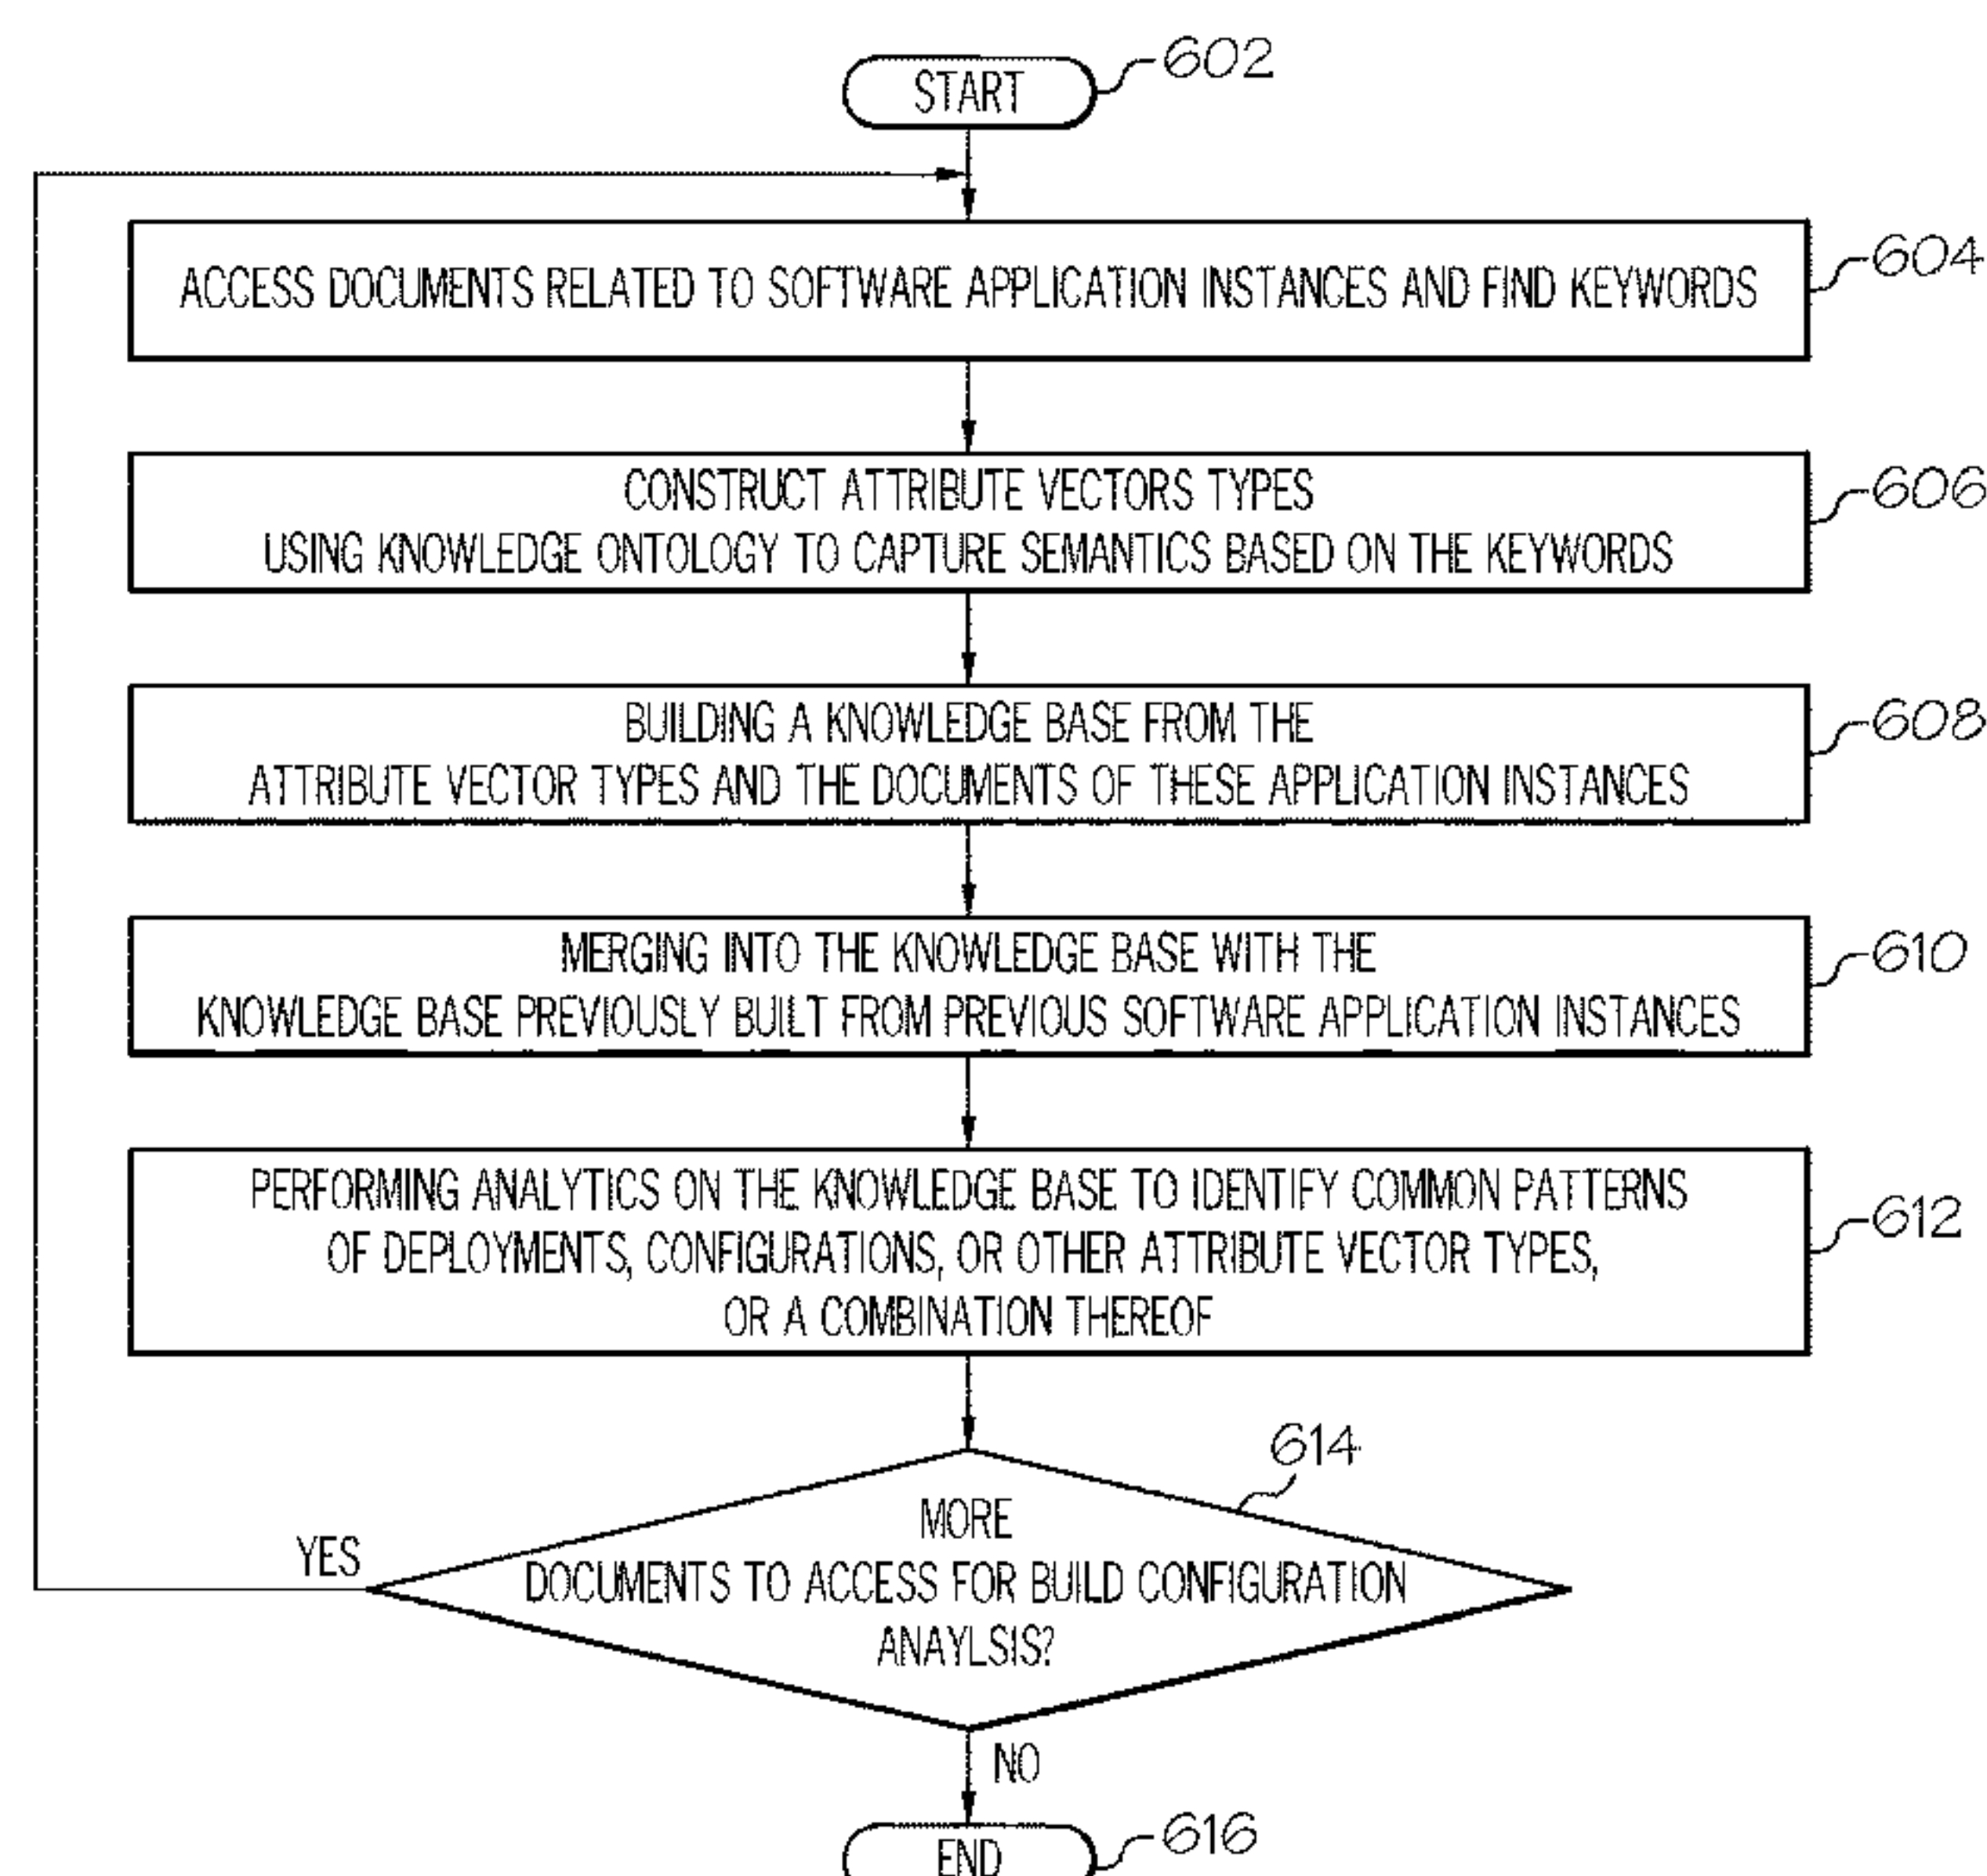 START
602
ACCESS DOCUMENTS RELATED TO SOFTWARE APPLICATION INSTANCES AND FIND KEYWORDS
604
CONSTRUCT ATTRIBUTE VECTORS TYPES
USING KNOWLEDGE ONTOLOGY TO CAPTURE SEMANTICS BASED ON THE KEYWORDS
606
BUILDING A KNOWLEDGE BASE FROM THE
ATTRIBUTE VECTOR TYPES AND THE DOCUMENTS OF THESE APPLICATION INSTANCES
608
MERGING INTO THE KNOWLEDGE BASE WITH THE
KNOWLEDGE BASE PREVIOUSLY BUILT FROM PREVIOUS SOFTWARE APPLICATION INSTANCES
610
PERFORMING ANALYTICS ON THE KNOWLEDGE BASE TO IDENTIFY COMMON PATTERNS
OF DEPLOYMENTS, CONFIGURATIONS, OR OTHER ATTRIBUTE VECTOR TYPES,
OR A COMBINATION THEREOF
612
614
MORE
DOCUMENTS TO ACCESS FOR BUILD CONFIGURATION
ANAYLSIS?
YES
NO
END
616